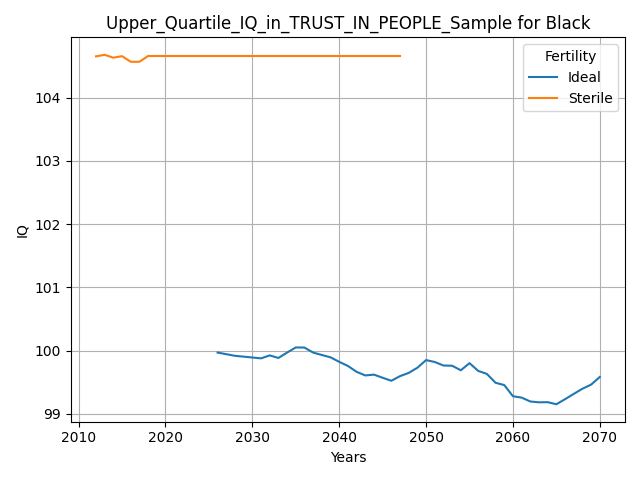 Upper_Quartile_IQ_in_TRUST_IN_PEOPLE_Sample for Black
Fertility
Ideal
Sterile
IQ
104
103
102
101
100
99
2010
2020
2030
2040
2050
2060
2070
Years